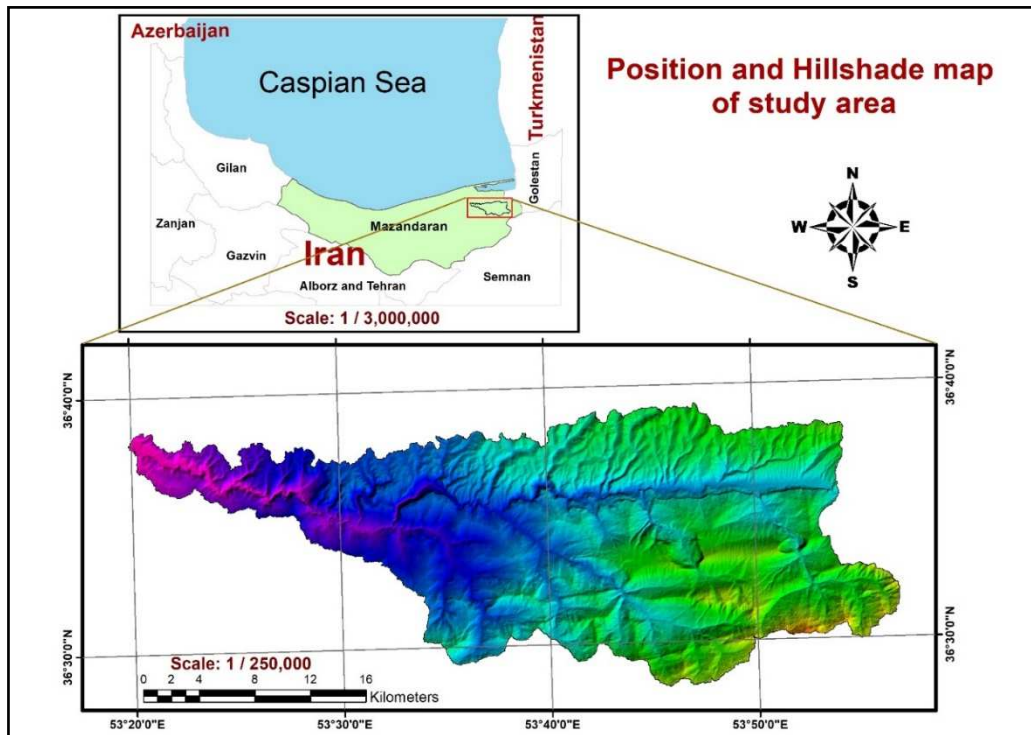 Azerbaijan
Caspian Sea
Turkmenistan
Gilan
Golestan
Zanjan
Mazandaran
Gazvin
Iran
Semnan
Alborz and Tehran
Scale: 1 / 3,000,000
Position and Hillshade map
of study area
N
W
E
S
36°40'0"N
36°40'0"N
36°30'0"N
36°30'0"N
Scale: 1 / 250,000
0 2 4 8 12 16
Kilometers
53°20'0"E
53°30'0"E
53°40'0"E
53°50'0"E